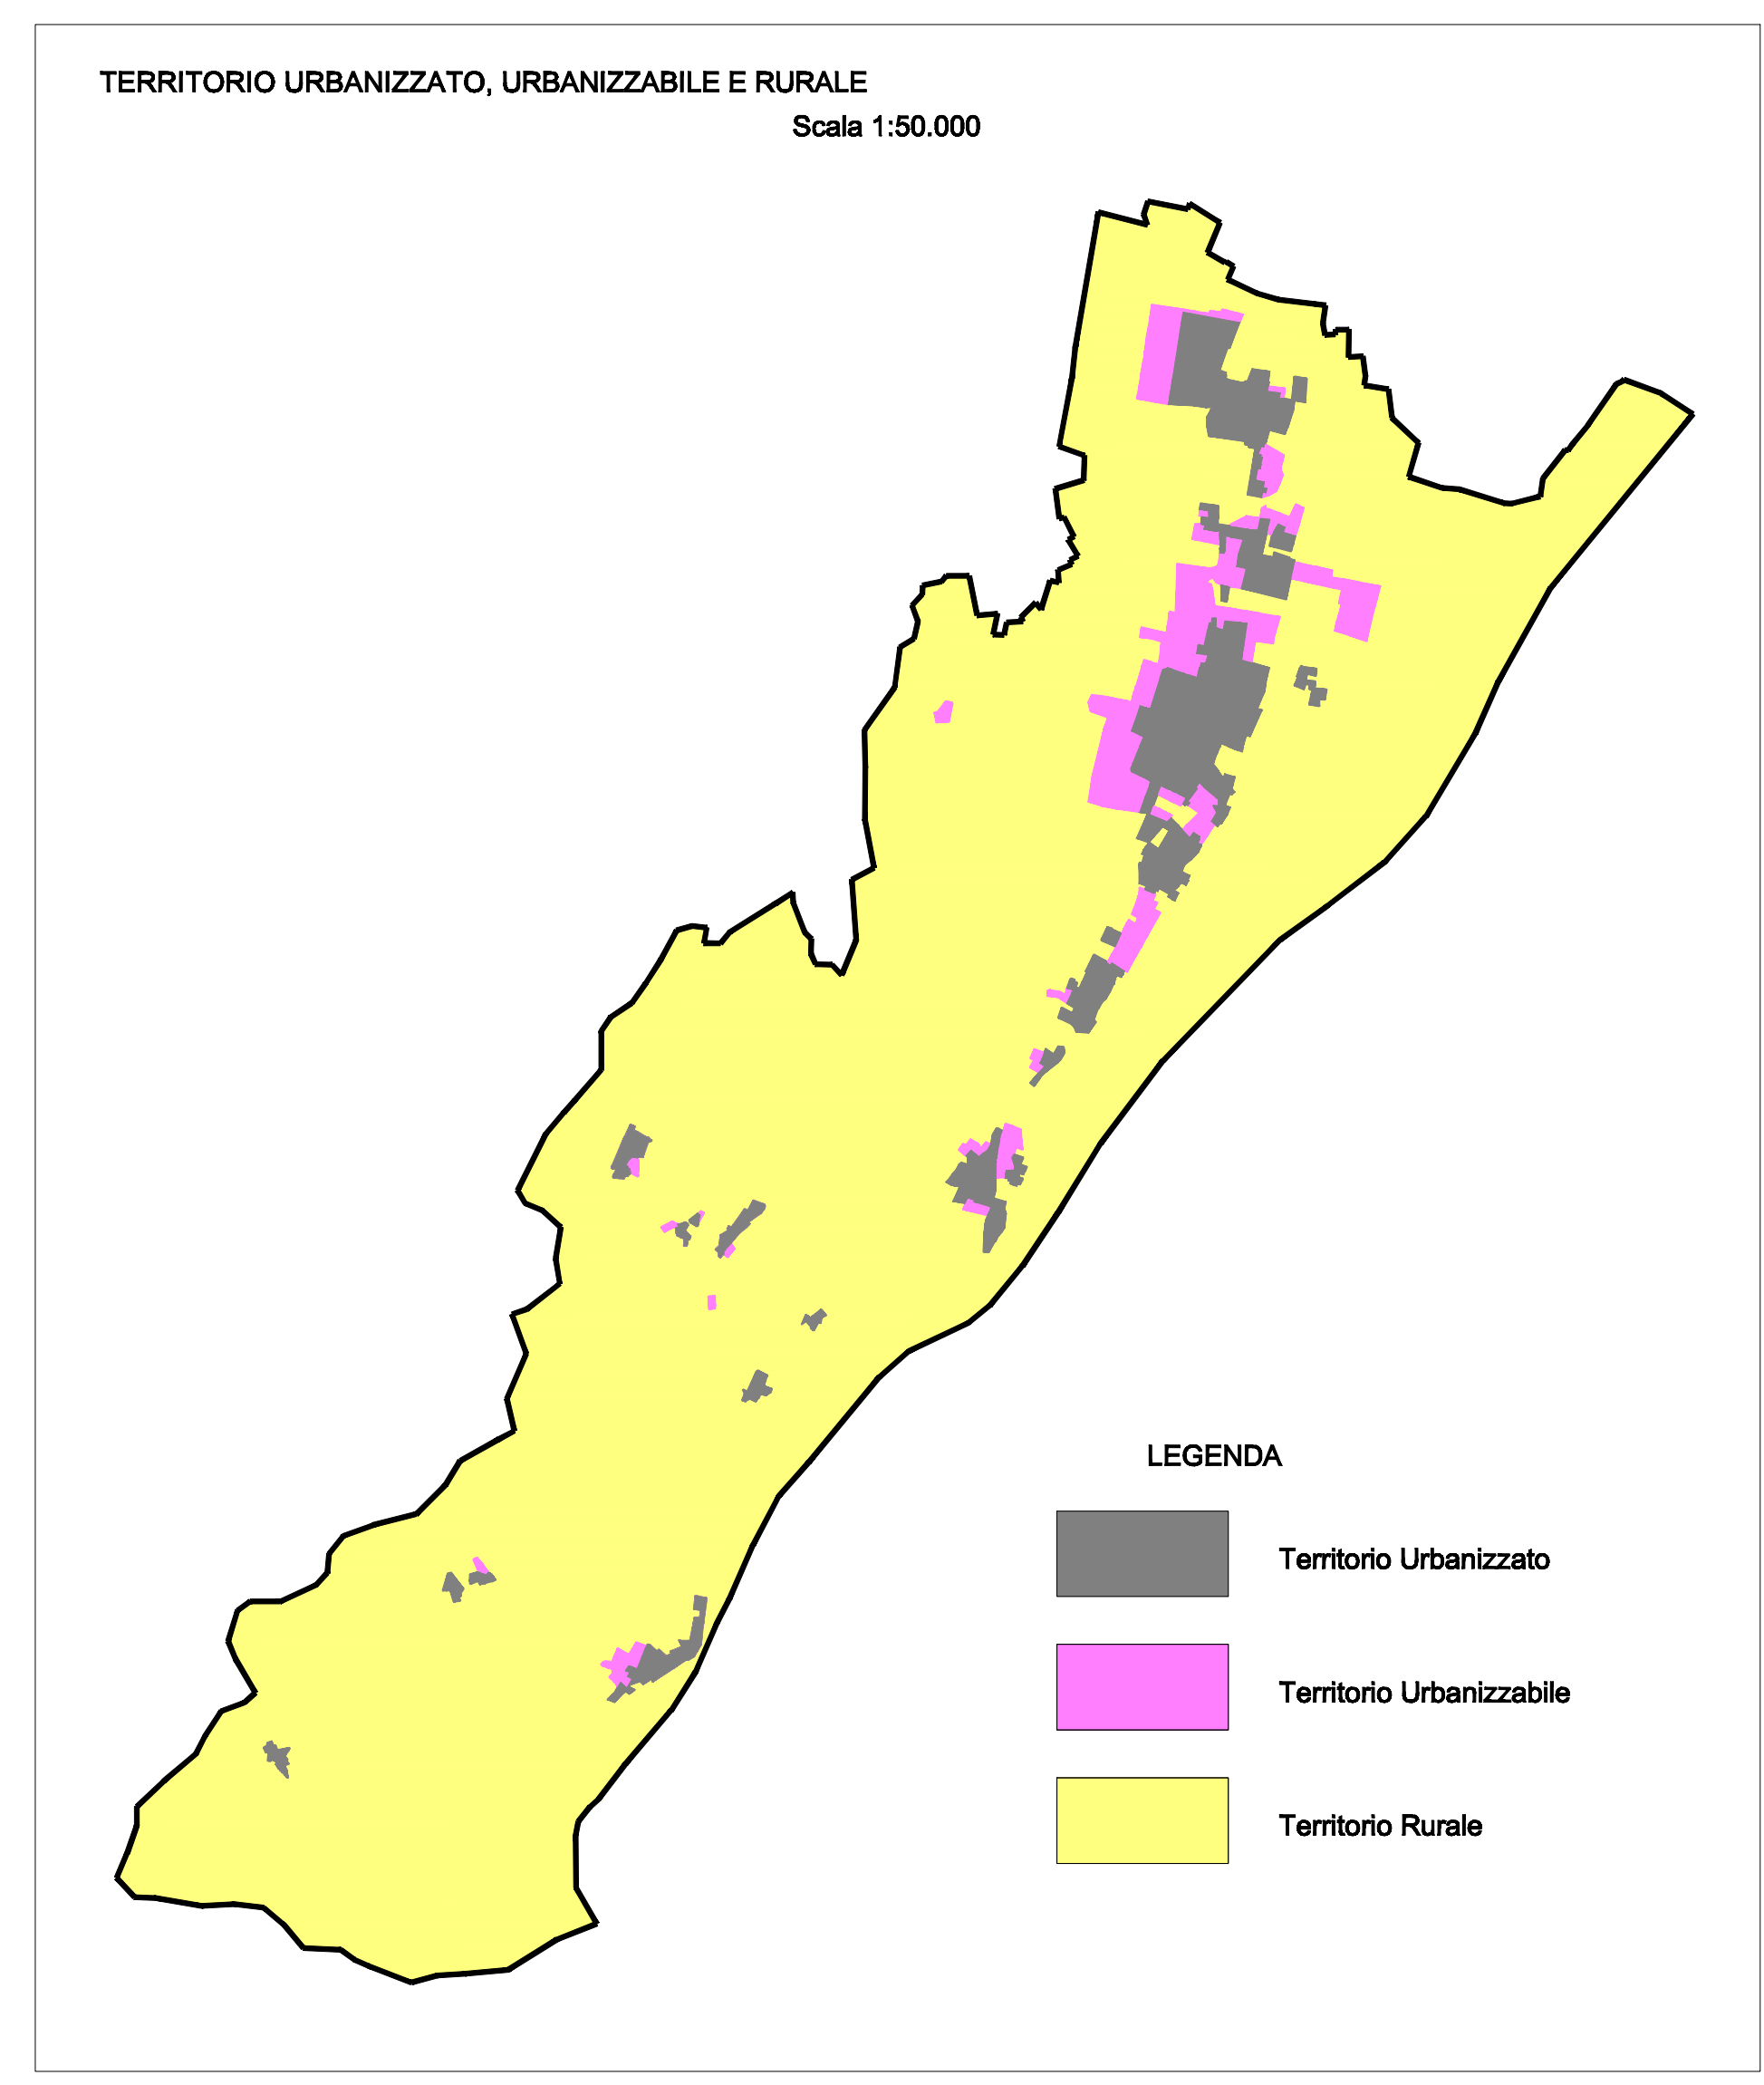 TERRITORIO URBANIZZATO, URBANIZZABILE E RURALE
Scala 1:50.000
LEGENDA
Territorio Urbanizzato
Territorio Urbanizzabile
Territorio Rurale